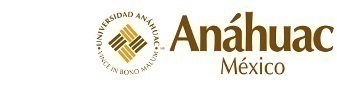 UNIVERSIDAD ANÁHUAC
VINCE IN BONO MALUM
Anáhuac
México